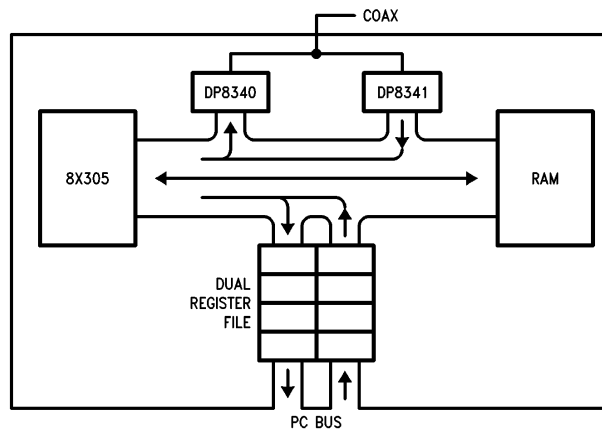 COAX
DP8340
DP8341
8X305
RAM
DUAL
REGISTER
FILE
PC BUS